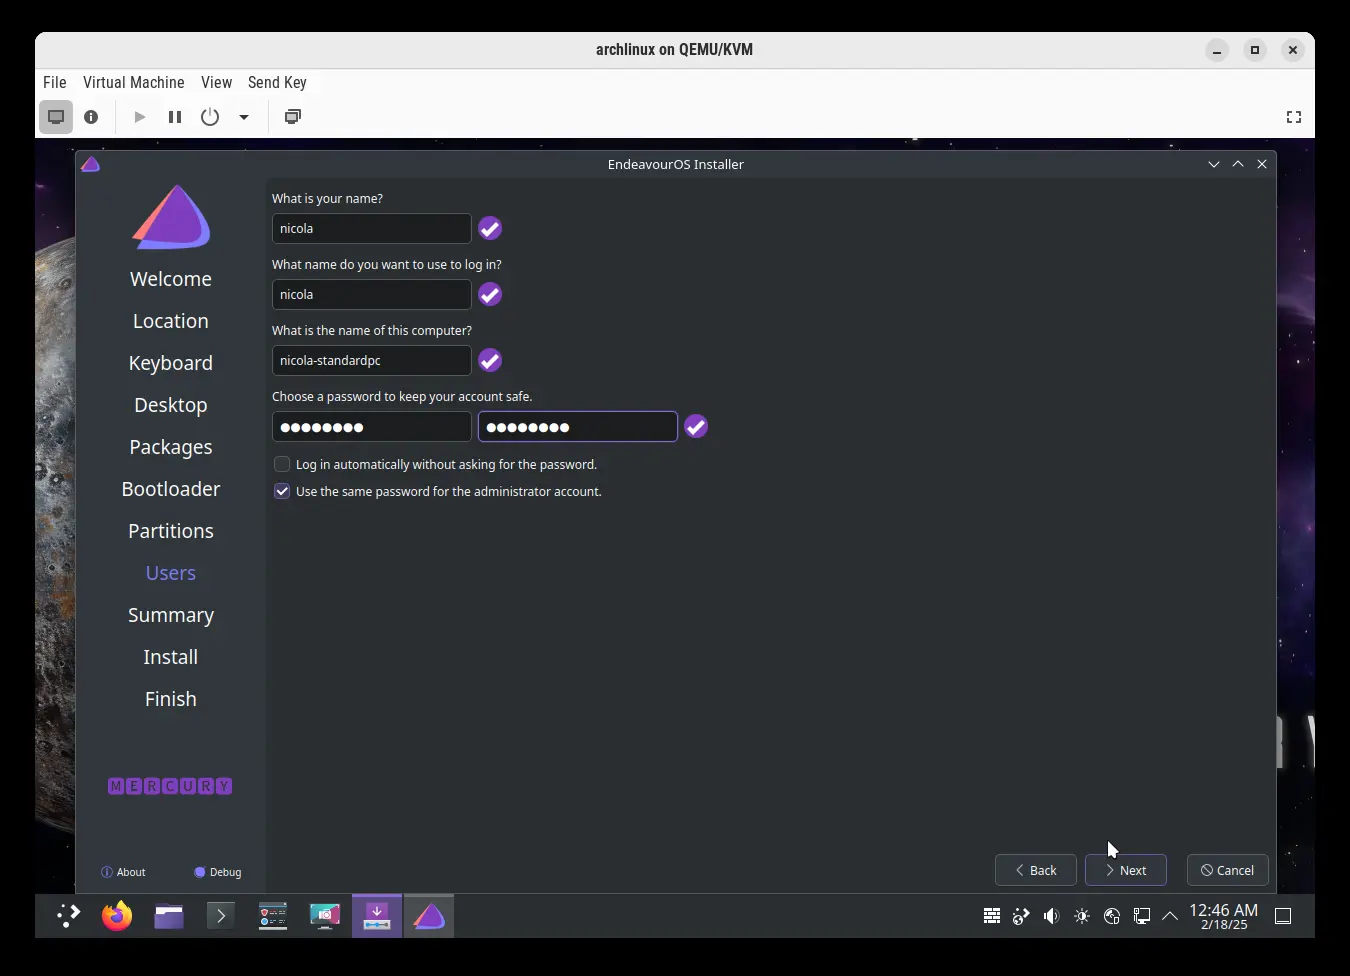 archlinux on QEMU/KVM
File Virtual Machine View Send Key
EndeavourOS Installer
Welcome
Location
Keyboard
Desktop
Packages
Bootloader
Partitions
Users
Summary
Install
Finish
MERCURY
About Debug
What is your name?
nicola
What name do you want to use to log in?
nicola
What is the name of this computer?
nicola-standardpc
Choose a password to keep your account safe.
●●●●●●●● ●●●●●●●●
Log in automatically without asking for the password.
Use the same password for the administrator account.
Back Next Cancel
12:46 AM
2/18/25